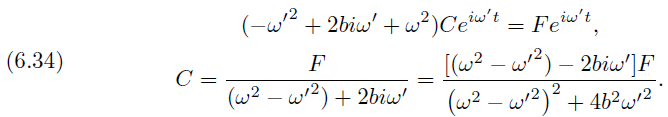 (-ω'² + 2biω' + ω²)Ce^{iω't} = Fe^{iω't},
(6.34) C = F / ((ω² - ω'²) + 2biω') = [(ω² - ω'²) - 2biω']F / ((ω² - ω'²)² + 4b²ω'²).